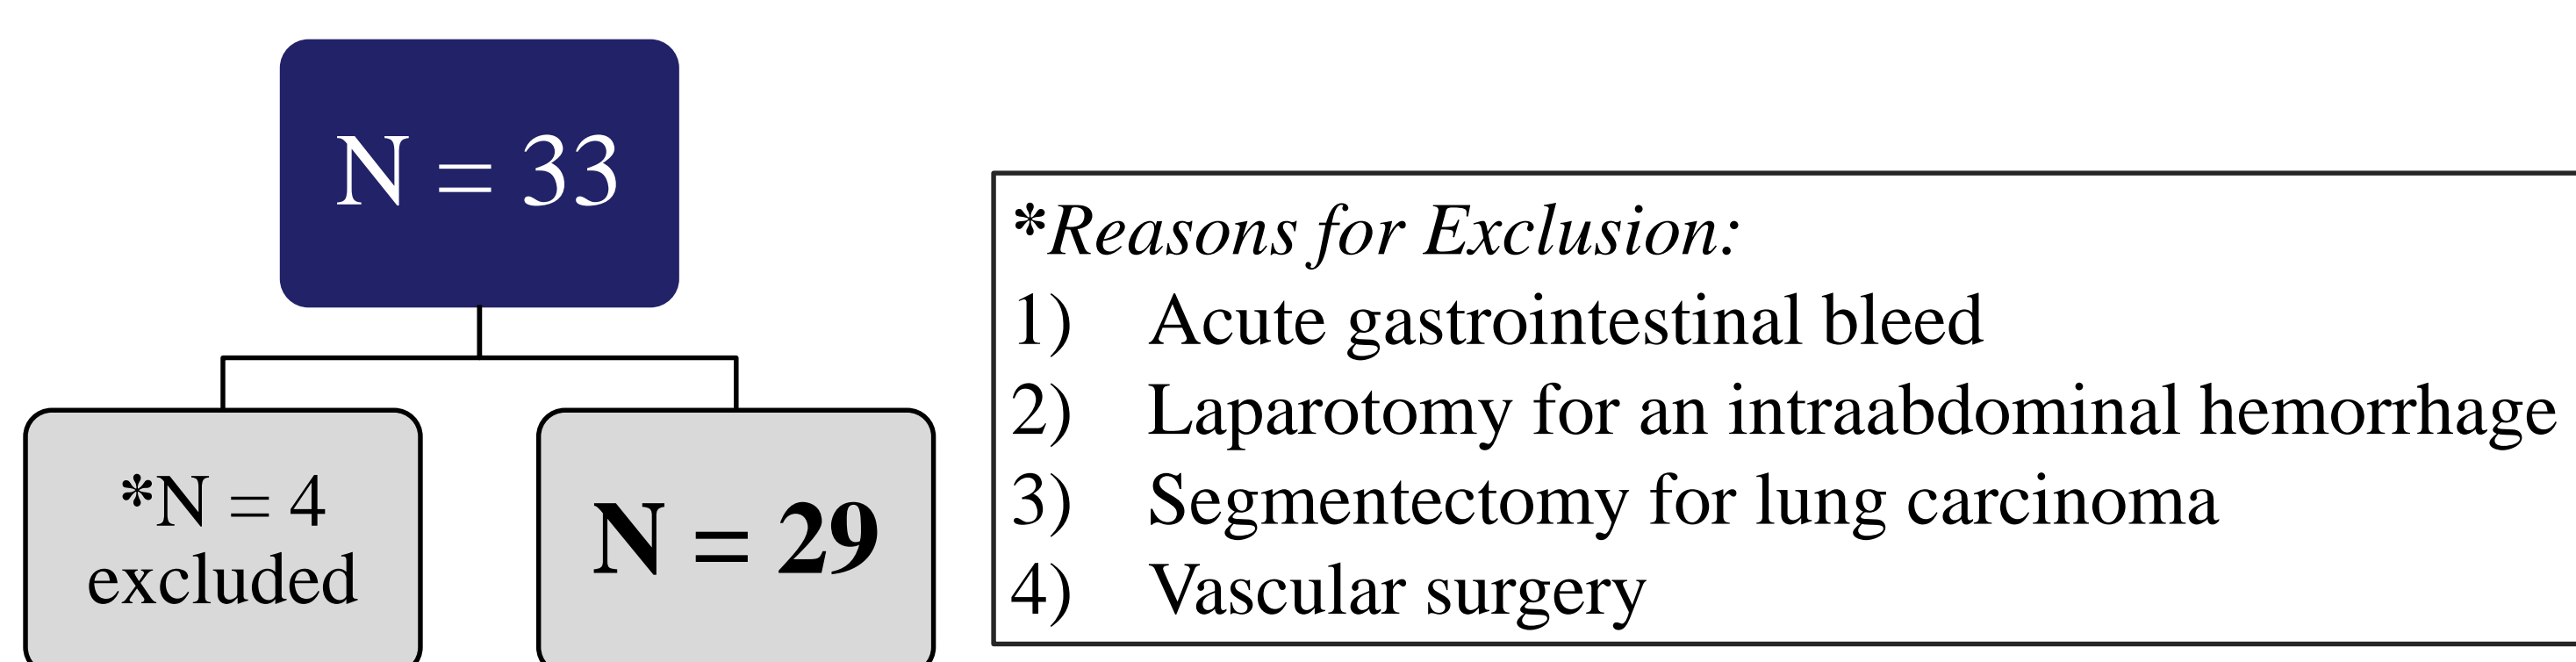 N = 33
*N = 4
excluded
N = 29
*Reasons for Exclusion:
1) Acute gastrointestinal bleed
2) Laparotomy for an intraabdominal hemorrhage
3) Segmentectomy for lung carcinoma
4) Vascular surgery